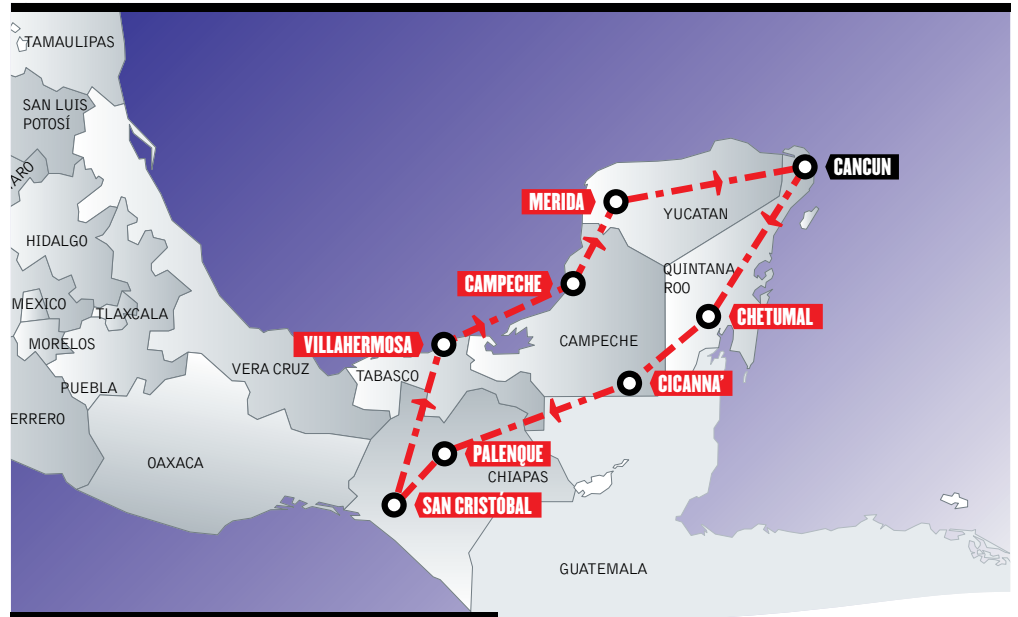 TAMAULIPAS
SAN LUIS
POTOSÍ
ARO
HIDALGO
MEXICO
TLAXCALA
MORELOS
PUEBLA
ERRERO
VERA CRUZ
OAXACA
TABASCO
CHIAPAS
CAMPECHE
YUCATAN
QUINTANA
ROO
GUATEMALA
CANCUN
MERIDA
CAMPECHE
VILLAHERMOSA
CHETUMAL
CICANNA'
PALENQUE
SAN CRISTÓBAL